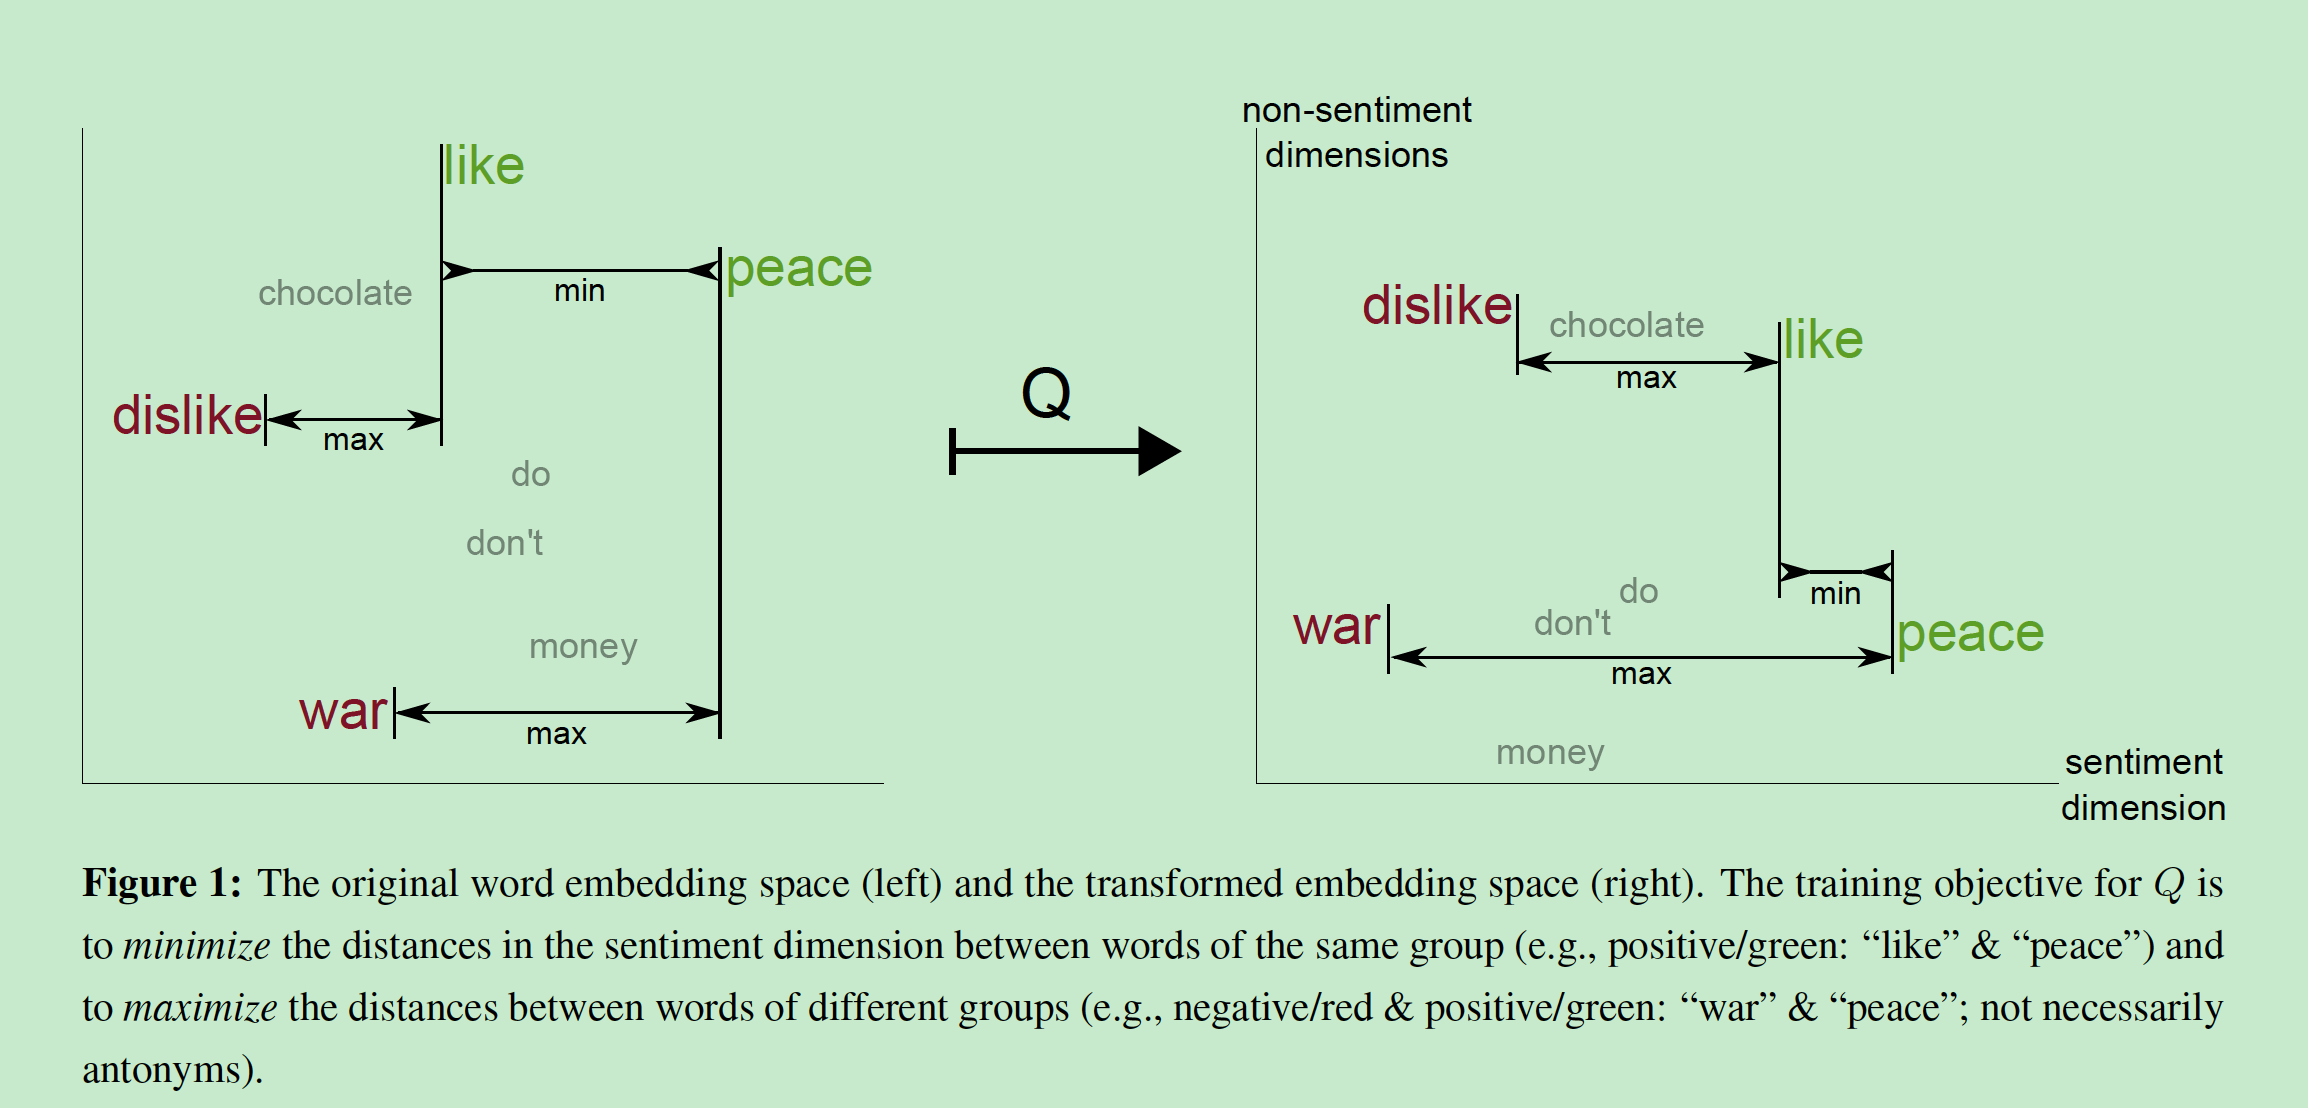 like
peace
min
chocolate
dislike
max
do
don't
money
war
max
Q
non-sentiment
dimensions
dislike
chocolate
like
max
do
min
don't
war
peace
max
money
sentiment
dimension
Figure 1: The original word embedding space (left) and the transformed embedding space (right). The training objective for Q is
to minimize the distances in the sentiment dimension between words of the same group (e.g., positive/green: “like” & “peace”) and
to maximize the distances between words of different groups (e.g., negative/red & positive/green: “war” & “peace”; not necessarily
antonyms).